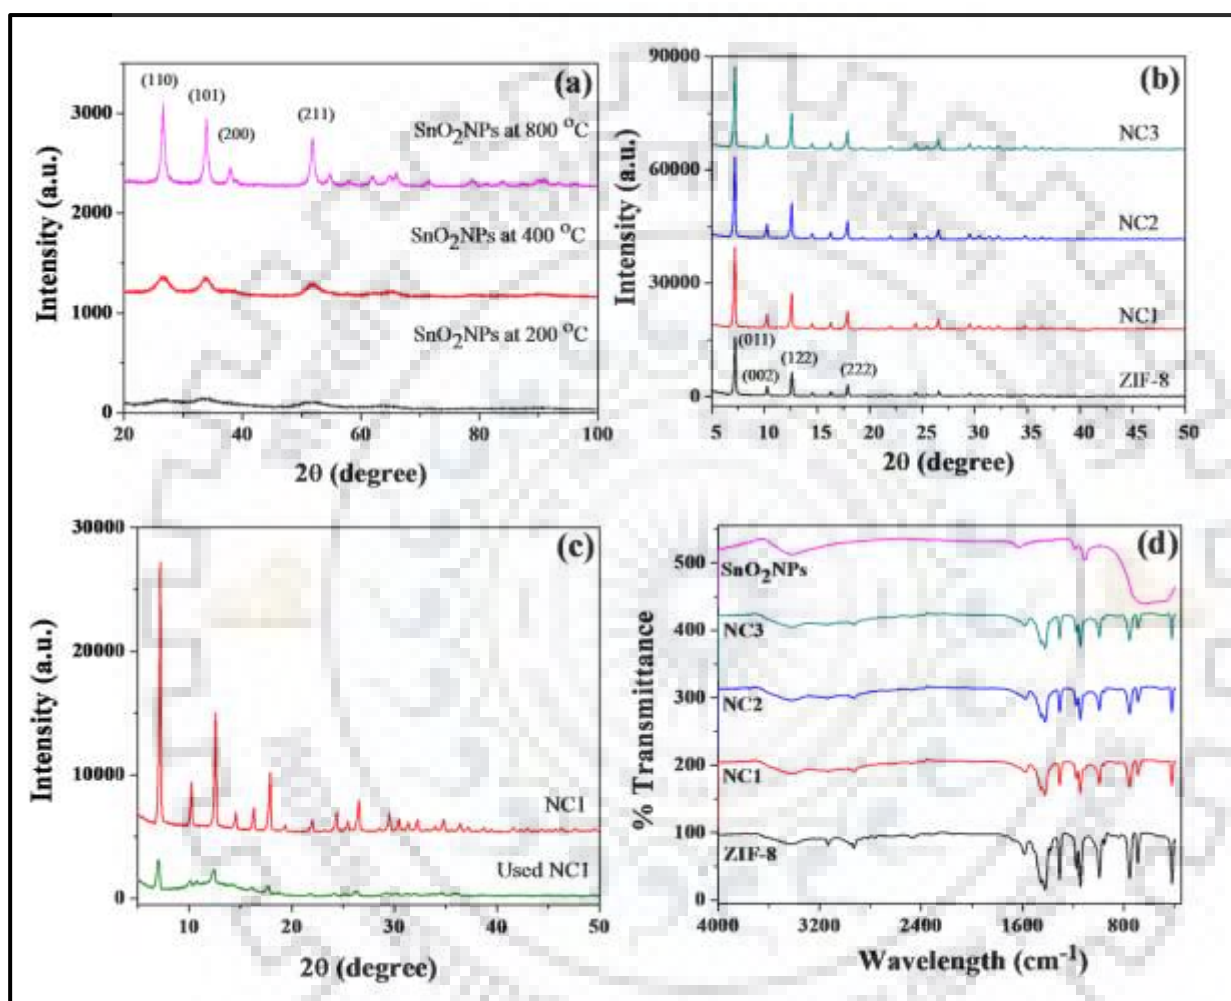 (a)
(110)
(101)
(200)
(211)
SnO2NPs at 800 °C
SnO2NPs at 400 °C
SnO2NPs at 200 °C
3000
2000
1000
0
20 40 60 80 100
Intensity (a.u.)
2θ (degree)
(b)
90000
60000
30000
0
NC3
NC2
NC1
ZIF-8
(011)
(002)
(122)
(222)
5 10 15 20 25 30 35 40 45 50
Intensity (a.u.)
2θ (degree)
(c)
30000
20000
10000
0
NC1
Used NC1
10 20 30 40 50
Intensity (a.u.)
2θ (degree)
(d)
500
400
300
200
100
0
SnO2NPs
NC3
NC2
NC1
ZIF-8
4000 3200 2400 1600 800
% Transmittance
Wavelength (cm-1)